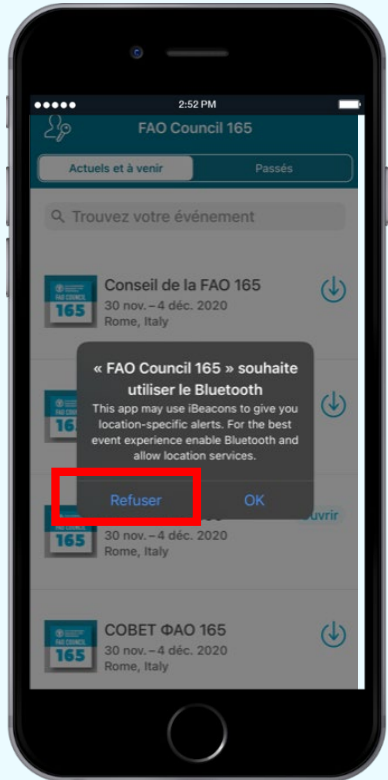 2:52 PM
FAO Council 165
Actuels et à venir
Passés
Trouvez votre événement
Conseil de la FAO 165
30 nov. – 4 déc. 2020
Rome, Italy
FAO COUNCIL
165
« FAO Council 165 » souhaite
utiliser le Bluetooth
This app may use iBeacons to give you
location-specific alerts. For the best
event experience enable Bluetooth and
allow location services.
Refuser
OK
165
30 nov. – 4 déc. 2020
Rome, Italy
СОВЕТ ФАО 165
30 nov. – 4 déc. 2020
Rome, Italy
FAO COUNCIL
165